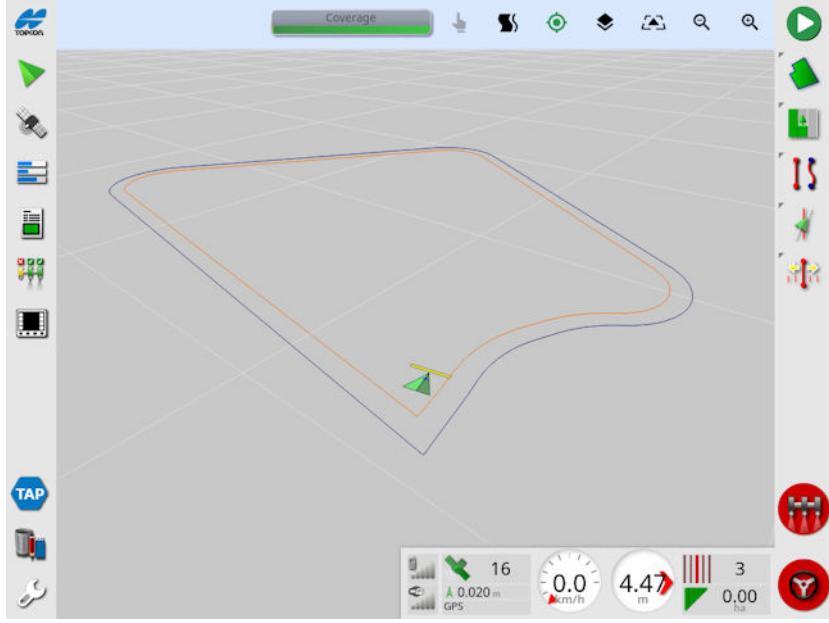 TOPCON
Coverage
TAP
16
0.020 m
GPS
0.0
km/h
4.47
m
3
0.00
ha